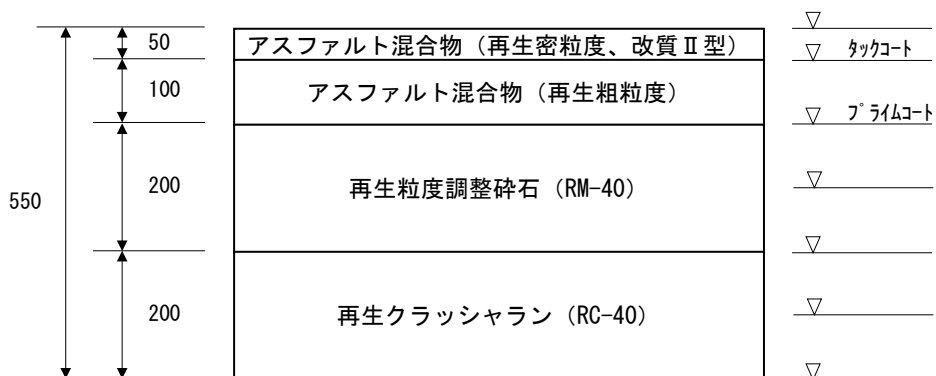 50
アスファルト混合物（再生密粒度、改質Ⅱ型）
タックコート
100
アスファルト混合物（再生粗粒度）
プライムコート
550
200
再生粒度調整砕石（RM-40）
200
再生クラッシャラン（RC-40）